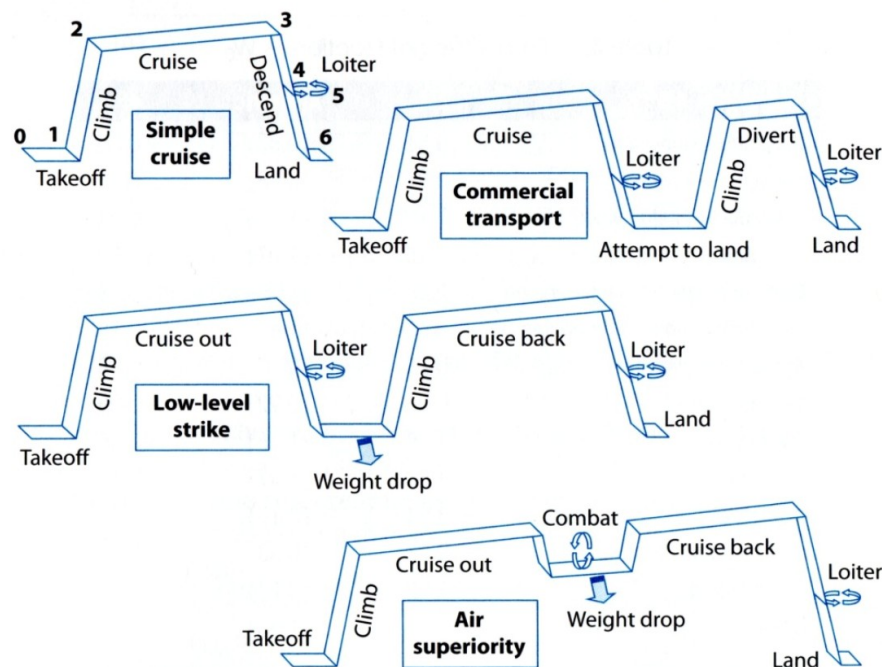 2
3
Cruise
4
Loiter
5
Climb
Descend
0
1
6
Simple
cruise
Takeoff
Land
Cruise
Divert
Climb
Loiter
Climb
Loiter
Commercial
transport
Takeoff
Attempt to land
Land
Cruise out
Cruise back
Climb
Loiter
Climb
Loiter
Low-level
strike
Land
Takeoff
Weight drop
Combat
Cruise out
Cruise back
Climb
Loiter
Weight drop
Air
superiority
Takeoff
Land